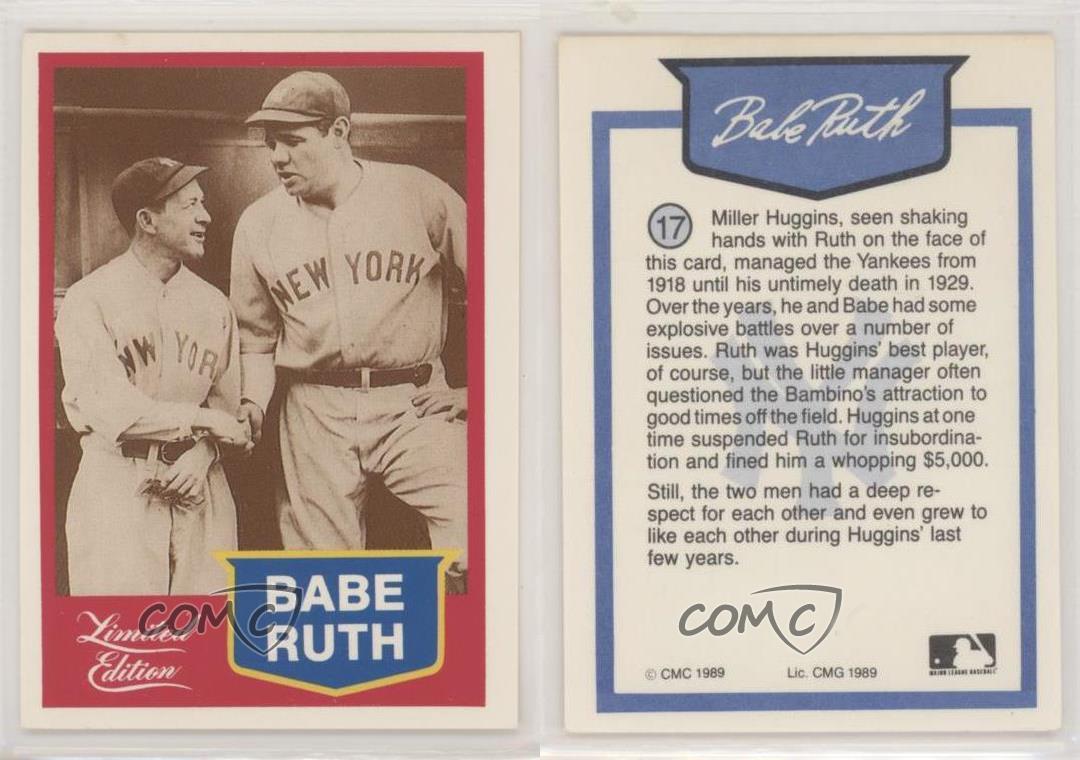 NEW YORK
NW YOR
BABE
RUTH
Limited
Edition
COMC
Babe Ruth
17
Miller Huggins, seen shaking
hands with Ruth on the face of
this card, managed the Yankees from
1918 until his untimely death in 1929.
Over the years, he and Babe had some
explosive battles over a number of
issues. Ruth was Huggins' best player,
of course, but the little manager often
questioned the Bambino's attraction to
good times off the field. Huggins at one
time suspended Ruth for insubordina-
tion and fined him a whopping $5,000.
Still, the two men had a deep re-
spect for each other and even grew to
like each other during Huggins' last
few years.
COMC
© CMC 1989
Lic. CMG 1989
MAJOR LEAGUE BASEBALL